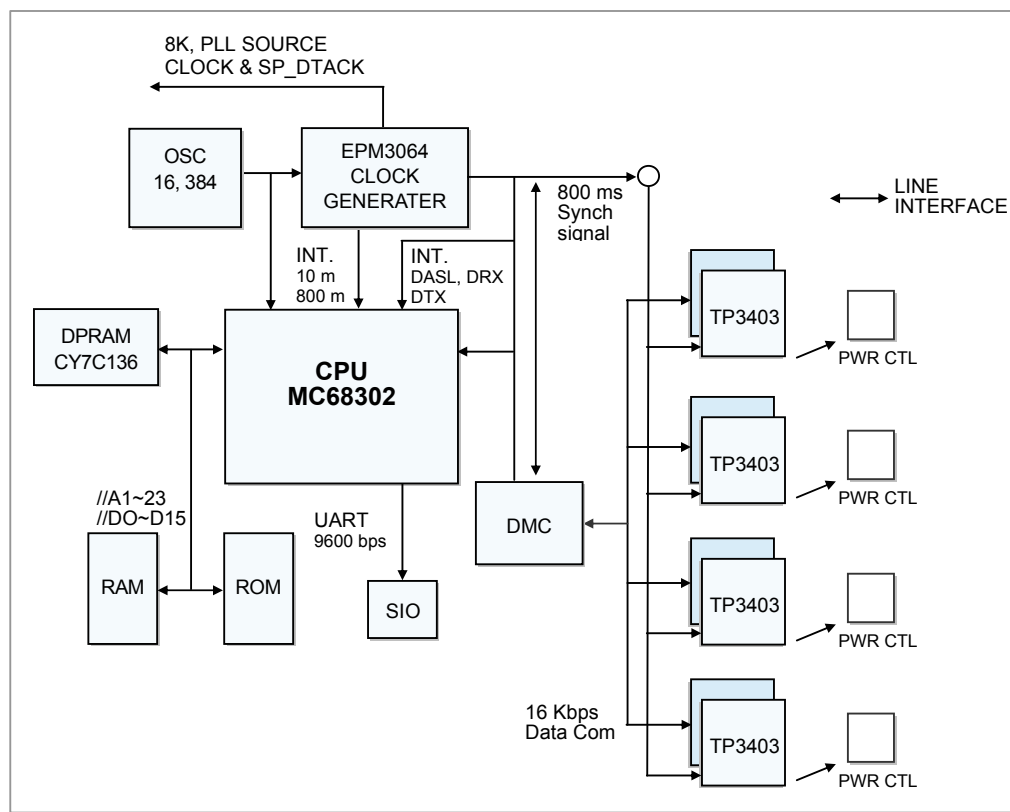 8K, PLL SOURCE
CLOCK & SP_DTACK
OSC
16, 384
EPM3064
CLOCK
GENERATER
800 ms
Synch
signal
LINE
INTERFACE
INT.
10 m
800 m
INT.
DASL, DRX
DTX
DPRAM
CY7C136
CPU
MC68302
TP3403
PWR CTL
TP3403
PWR CTL
//A1~23
//DO~D15
UART
9600 bps
DMC
RAM
ROM
SIO
TP3403
PWR CTL
16 Kbps
Data Com
TP3403
PWR CTL